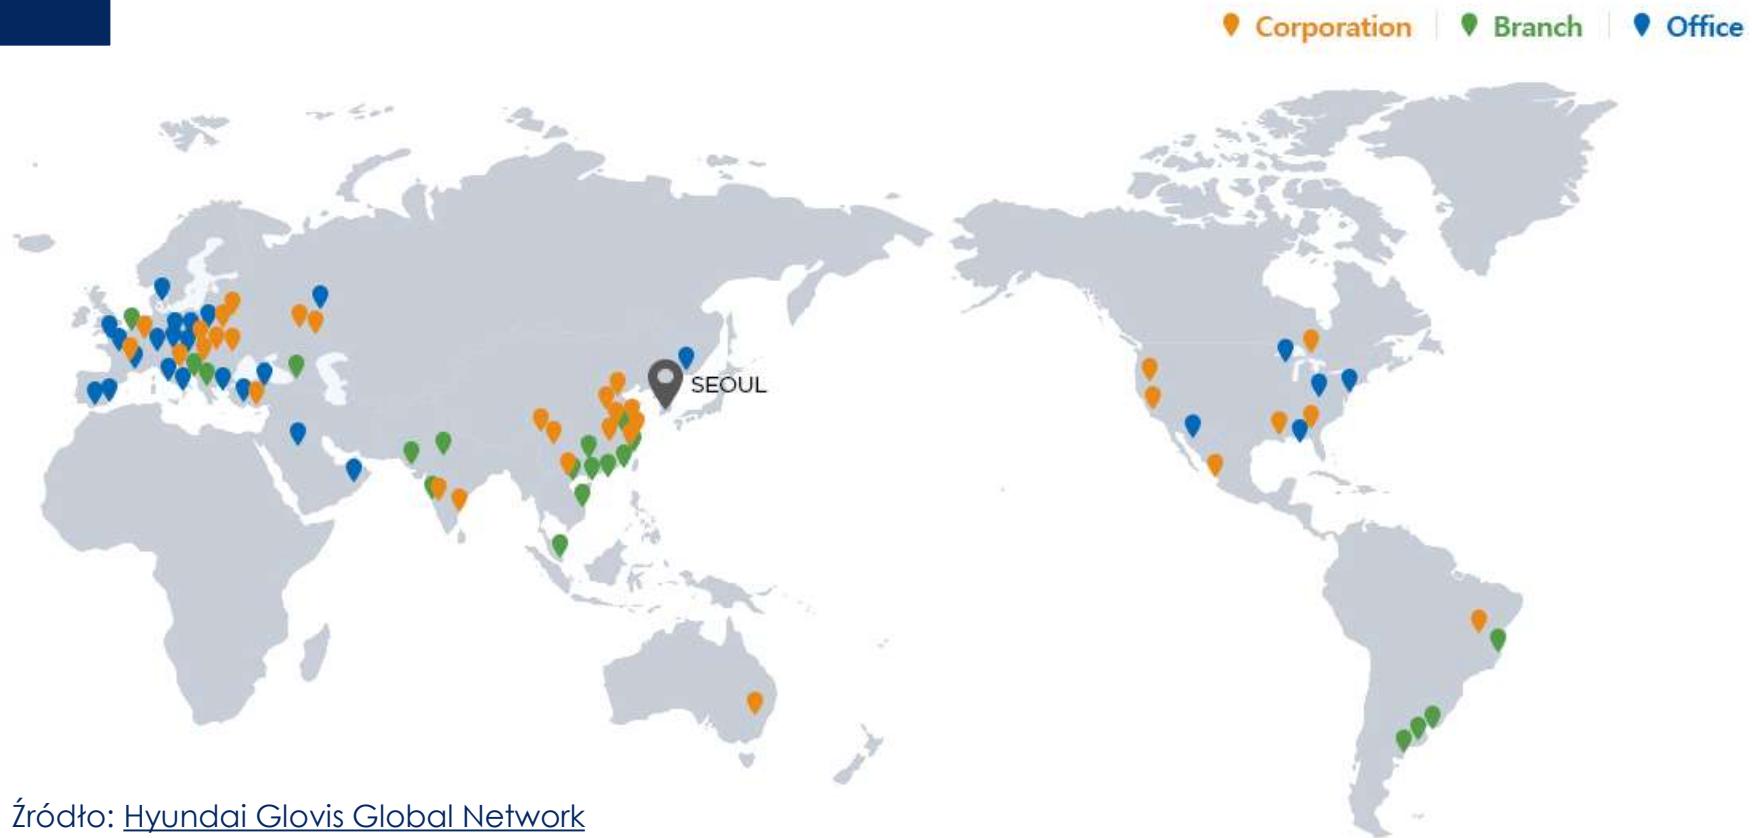 Corporation
Branch
Office
SEOUL
Źródło: Hyundai Glovis Global Network